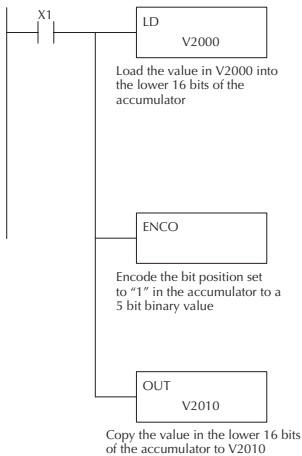 X1
LD
V2000
Load the value in V2000 into
the lower 16 bits of the
accumulator
ENCO
Encode the bit position set
to “1” in the accumulator to a
5 bit binary value
OUT
V2010
Copy the value in the lower 16 bits
of the accumulator to V2010